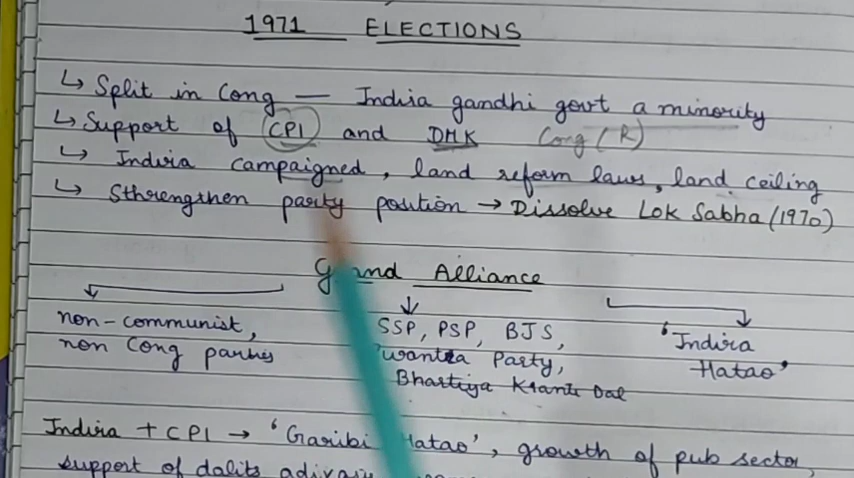 1971 ELECTIONS
↳ Split in Cong — Indira gandhi govt a minority
↳ Support of CPI and DMK Cong (R)
↳ Indira campaigned, land reform laws, land ceiling
↳ Sthrengthen party position → Dissolve Lok Sabha (1970)
Alliance
non-communist,
non Cong parties
SSP, PSP, BJS,
Party,
Bhartiya Kranti Dal
'Indira
Hatao'
Indira + CPI → 'Garibi Hatao', growth of pub sector,
support of dalits